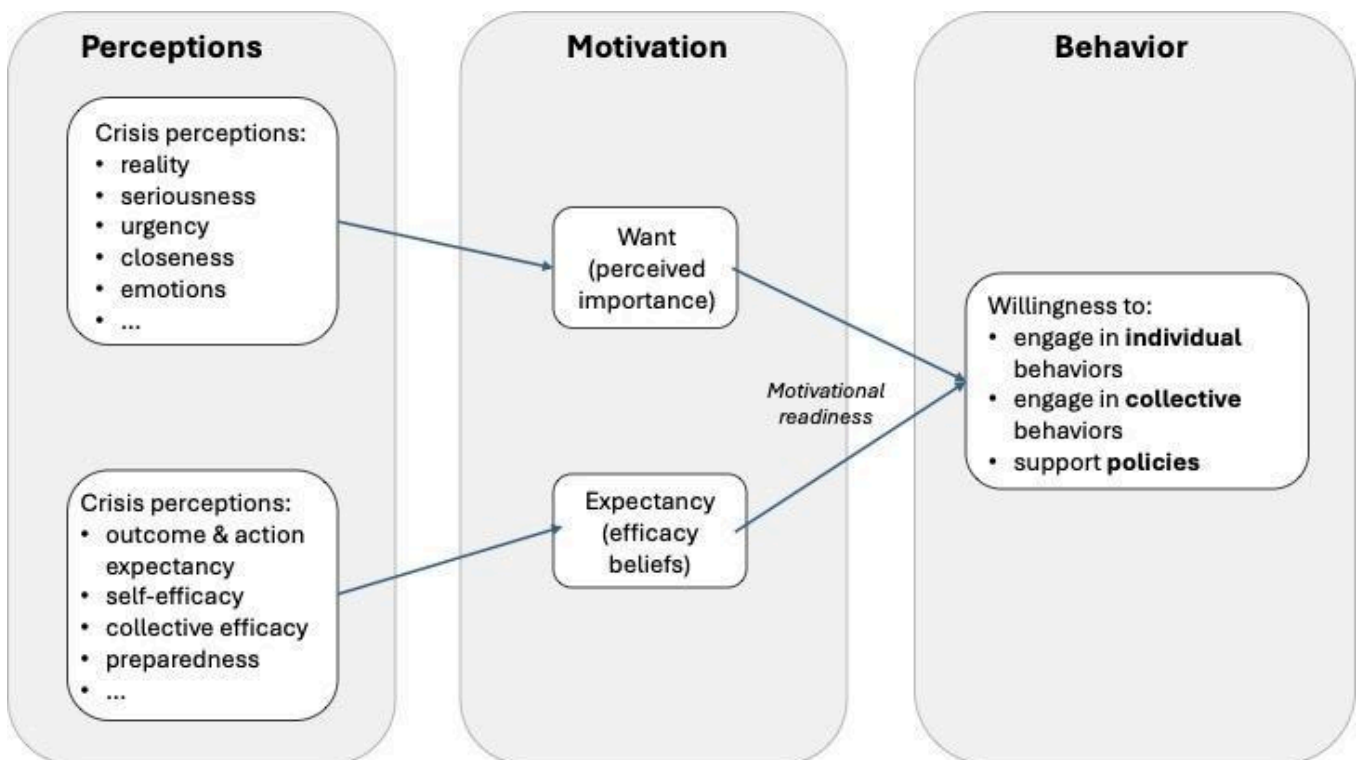 Perceptions
Crisis perceptions:
• reality
• seriousness
• urgency
• closeness
• emotions
• ...
Crisis perceptions:
• outcome & action
expectancy
• self-efficacy
• collective efficacy
• preparedness
• ...
Motivation
Want
(perceived
importance)
Motivational
readiness
Expectancy
(efficacy
beliefs)
Behavior
Willingness to:
• engage in individual
behaviors
• engage in collective
behaviors
• support policies